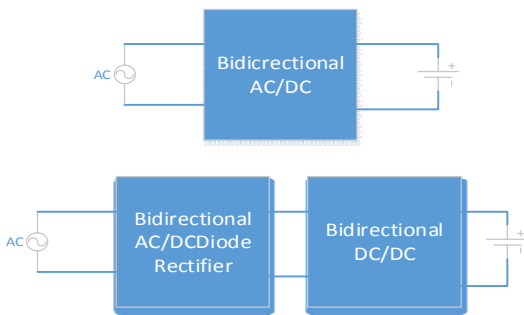 AC
Bidicrectional
AC/DC
+
-
AC
Bidirectional
AC/DCDiode
Rectifier
Bidirectional
DC/DC
+
-